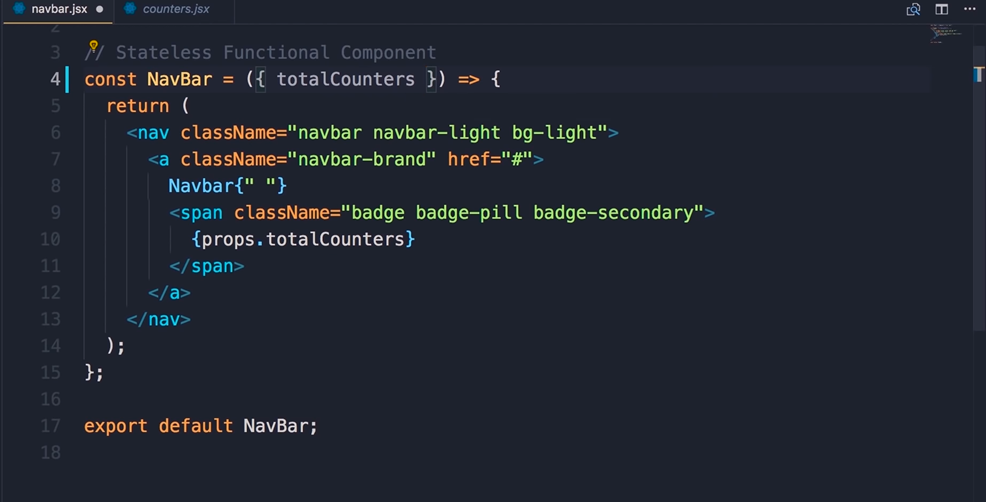 navbar.jsx counters.jsx
2
3 // Stateless Functional Component
4 const NavBar = ({ totalCounters }) => {
5 return (
6 <nav className="navbar navbar-light bg-light">
7 <a className="navbar-brand" href="#">
8 Navbar{" "}
9 <span className="badge badge-pill badge-secondary">
10 {props.totalCounters}
11 </span>
12 </a>
13 </nav>
14 );
15 };
16
17 export default NavBar;
18